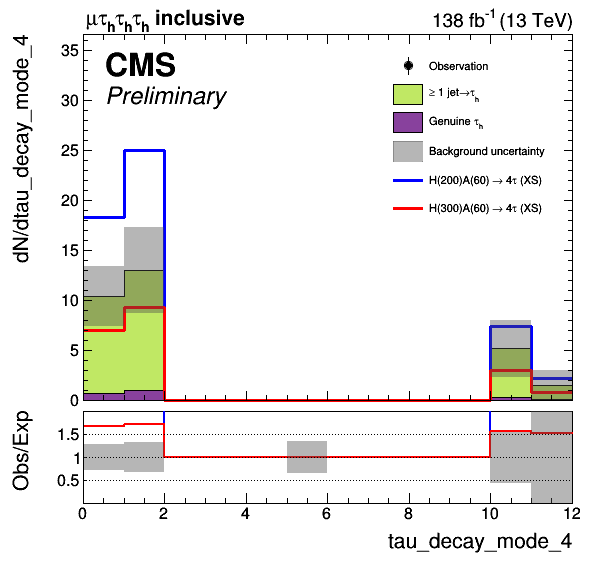 μτhτhτh inclusive 138 fb-1 (13 TeV)
CMS
Preliminary
Observation
≥ 1 jet→τh
Genuine τh
Background uncertainty
H(200)A(60) → 4τ (XS)
H(300)A(60) → 4τ (XS)
dN/dtau_decay_mode_4
35
30
25
20
15
10
5
0
Obs/Exp
1.5
1
0.5
0 2 4 6 8 10 12
tau_decay_mode_4